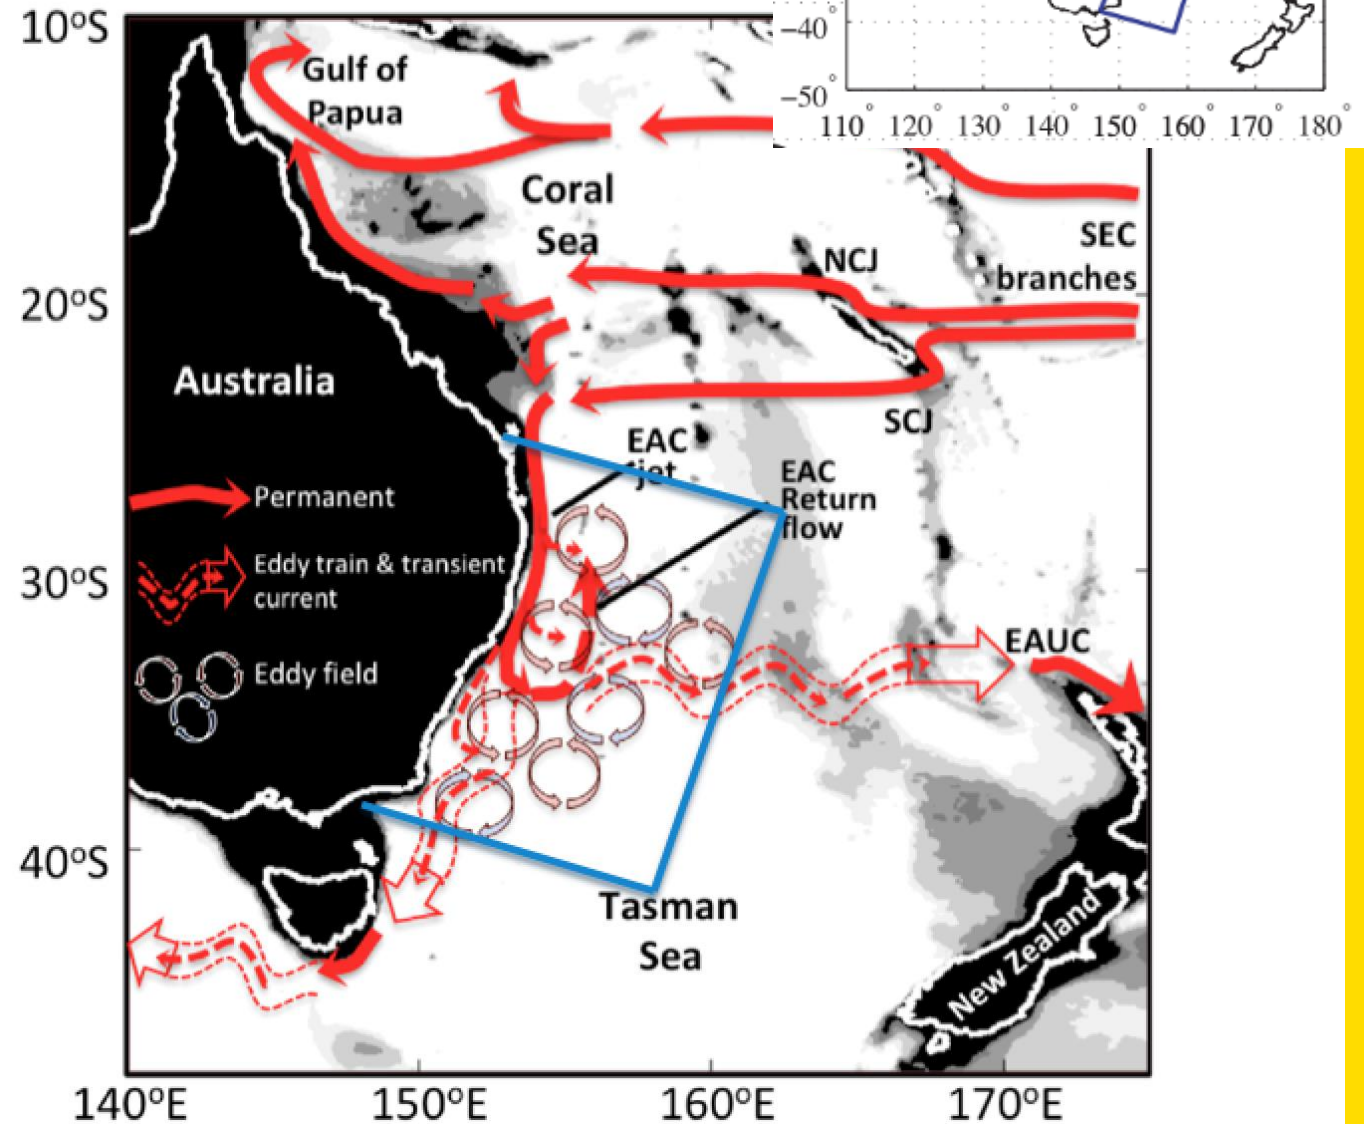 −40°
−50°
110° 120° 130° 140° 150° 160° 170° 180°
10°S
20°S
30°S
40°S
140°E 150°E 160°E 170°E
Gulf of
Papua
Coral
Sea
SEC
branches
NCJ
SCJ
Australia
EAC
jet
EAC
Return
flow
Permanent
Eddy train & transient
current
Eddy field
EAUC
Tasman
Sea
New Zealand